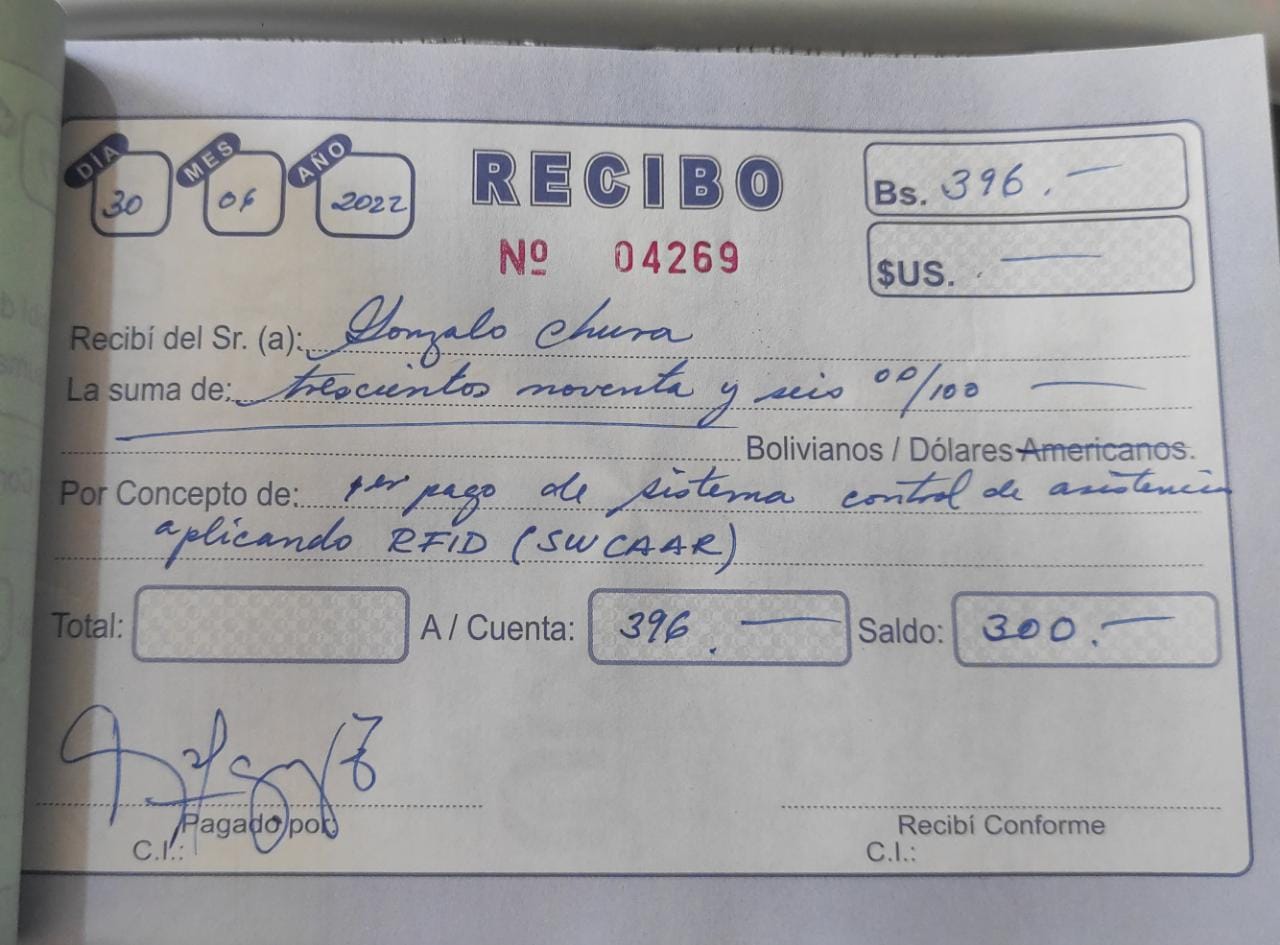 DÍA MES AÑO
30 06 2022
RECIBO
Nº 04269
Bs. 396.—
$US. —
Recibí del Sr. (a): Gonzalo Chura
La suma de: trescientos noventa y seis 00/100 —
Bolivianos / Dólares Americanos.
Por Concepto de: 1er pago de sistema control de asistencia
aplicando RFID (SWCAAR)
Total: A / Cuenta: 396.— Saldo: 300.—
Pagado por:
C.I.:
Recibí Conforme
C.I.: